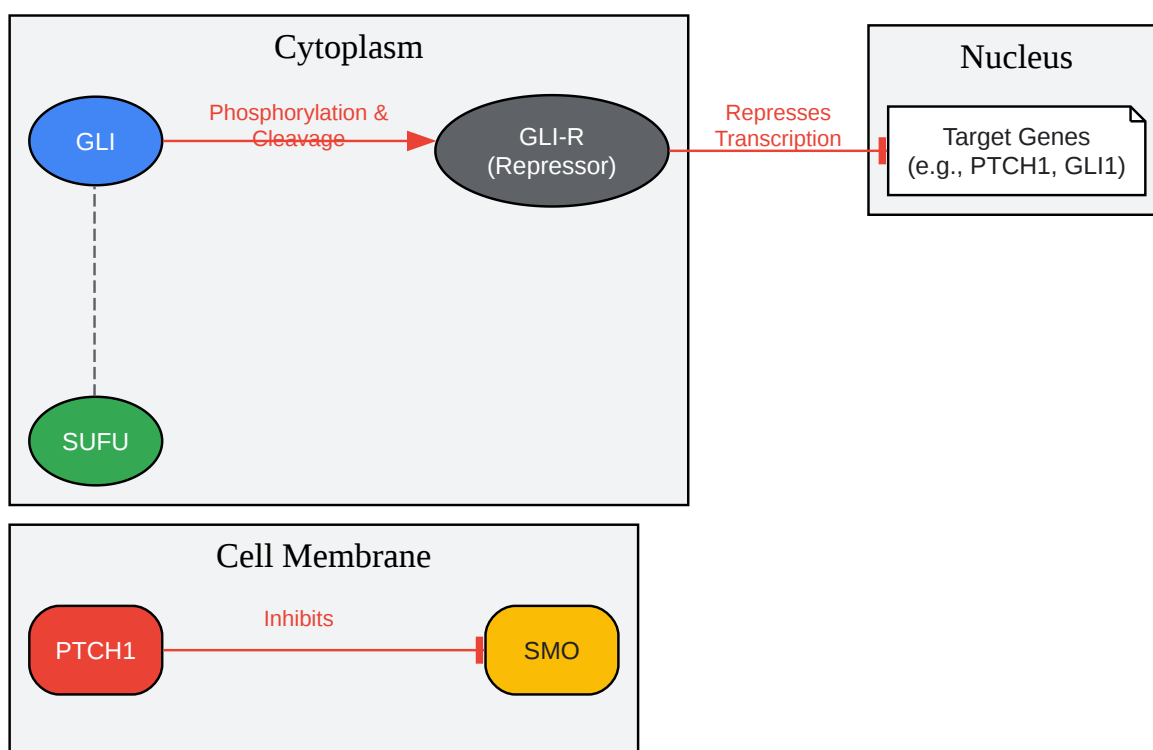 Cytoplasm
Nucleus
GLI
Phosphorylation &
Cleavage
GLI-R
(Repressor)
Represses
Transcription
Target Genes
(e.g., PTCH1, GLI1)
SUFU
Cell Membrane
PTCH1
Inhibits
SMO